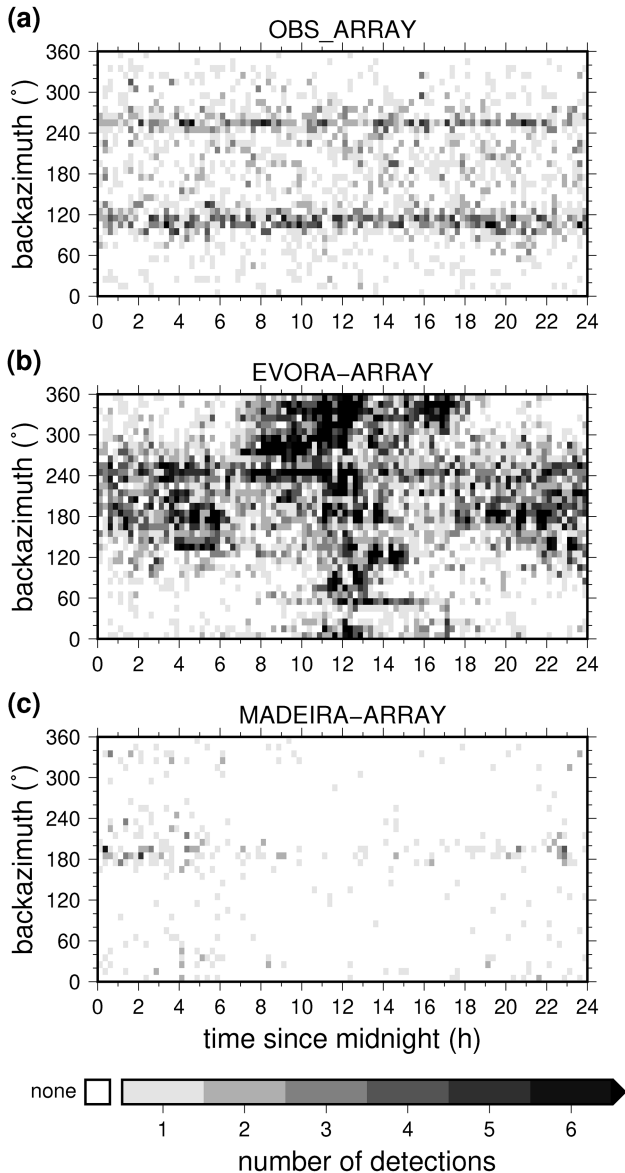 (a)
OBS_ARRAY
360
300
240
180
120
60
0
backazimuth (˚)
0 2 4 6 8 10 12 14 16 18 20 22 24
(b)
EVORA−ARRAY
360
300
240
180
120
60
0
backazimuth (˚)
0 2 4 6 8 10 12 14 16 18 20 22 24
(c)
MADEIRA−ARRAY
360
300
240
180
120
60
0
backazimuth (˚)
0 2 4 6 8 10 12 14 16 18 20 22 24
time since midnight (h)
none
1 2 3 4 5 6
number of detections